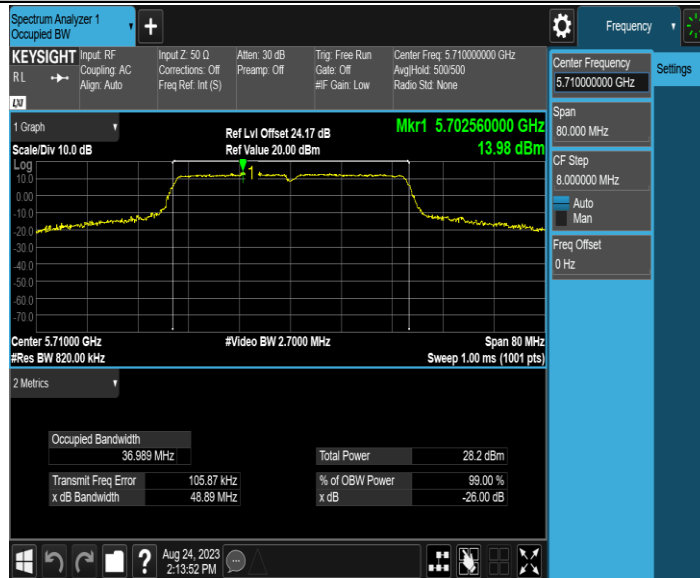 Spectrum Analyzer 1
Occupied BW
+
Frequency
KEYSIGHT
RL
LXI
Input: RF
Coupling: AC
Align: Auto
Input Z: 50 Ω
Corrections: Off
Freq Ref: Int (S)
Atten: 30 dB
Preamp: Off
Trig: Free Run
Gate: Off
#IF Gain: Low
Center Freq: 5.710000000 GHz
Avg|Hold: 500/500
Radio Std: None
Center Frequency
5.710000000 GHz
Settings
Span
80.000 MHz
CF Step
8.000000 MHz
Auto
Man
Freq Offset
0 Hz
1 Graph
Ref Lvl Offset 24.17 dB
Mkr1 5.702560000 GHz
Scale/Div 10.0 dB
Ref Value 20.00 dBm
13.98 dBm
Log
10.0
0.00
-10.0
-20.0
-30.0
-40.0
-50.0
-60.0
-70.0
1
Center 5.71000 GHz
#Video BW 2.7000 MHz
Span 80 MHz
#Res BW 820.00 kHz
Sweep 1.00 ms (1001 pts)
2 Metrics
Occupied Bandwidth
36.989 MHz
Total Power 28.2 dBm
Transmit Freq Error 105.87 kHz
% of OBW Power 99.00 %
x dB Bandwidth 48.89 MHz
x dB -26.00 dB
?
Aug 24, 2023
2:13:52 PM